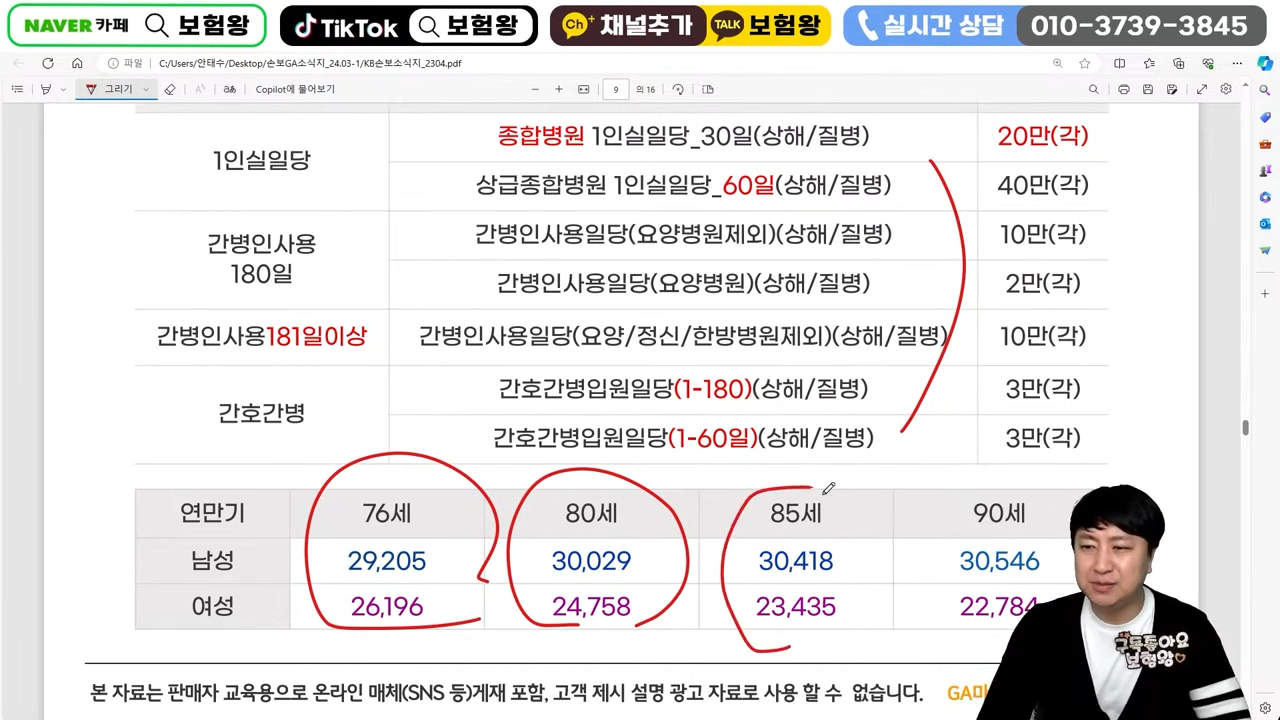 NAVER 카페 보험왕 TikTok 보험왕 Ch+ 채널추가 TALK 보험왕 실시간 상담 010-3739-3845
파일 C:/Users/안태수/Desktop/손보GA소식지_24.03-1/KB손보소식지_2304.pdf
그리기 Copilot에 물어보기 9 의 16
1인실일당
종합병원 1인실일당_30일(상해/질병) 20만(각)
상급종합병원 1인실일당_60일(상해/질병) 40만(각)
간병인사용
180일
간병인사용일당(요양병원제외)(상해/질병) 10만(각)
간병인사용일당(요양병원)(상해/질병) 2만(각)
간병인사용181일이상 간병인사용일당(요양/정신/한방병원제외)(상해/질병) 10만(각)
간호간병
간호간병입원일당(1-180)(상해/질병) 3만(각)
간호간병입원일당(1-60일)(상해/질병) 3만(각)
연만기 76세 80세 85세 90세
남성 29,205 30,029 30,418 30,546
여성 26,196 24,758 23,435 22,784
본 자료는 판매자 교육용으로 온라인 매체(SNS 등)게재 포함, 고객 제시 설명 광고 자료로 사용 할 수 없습니다. GA마
구독좋아요
보험왕